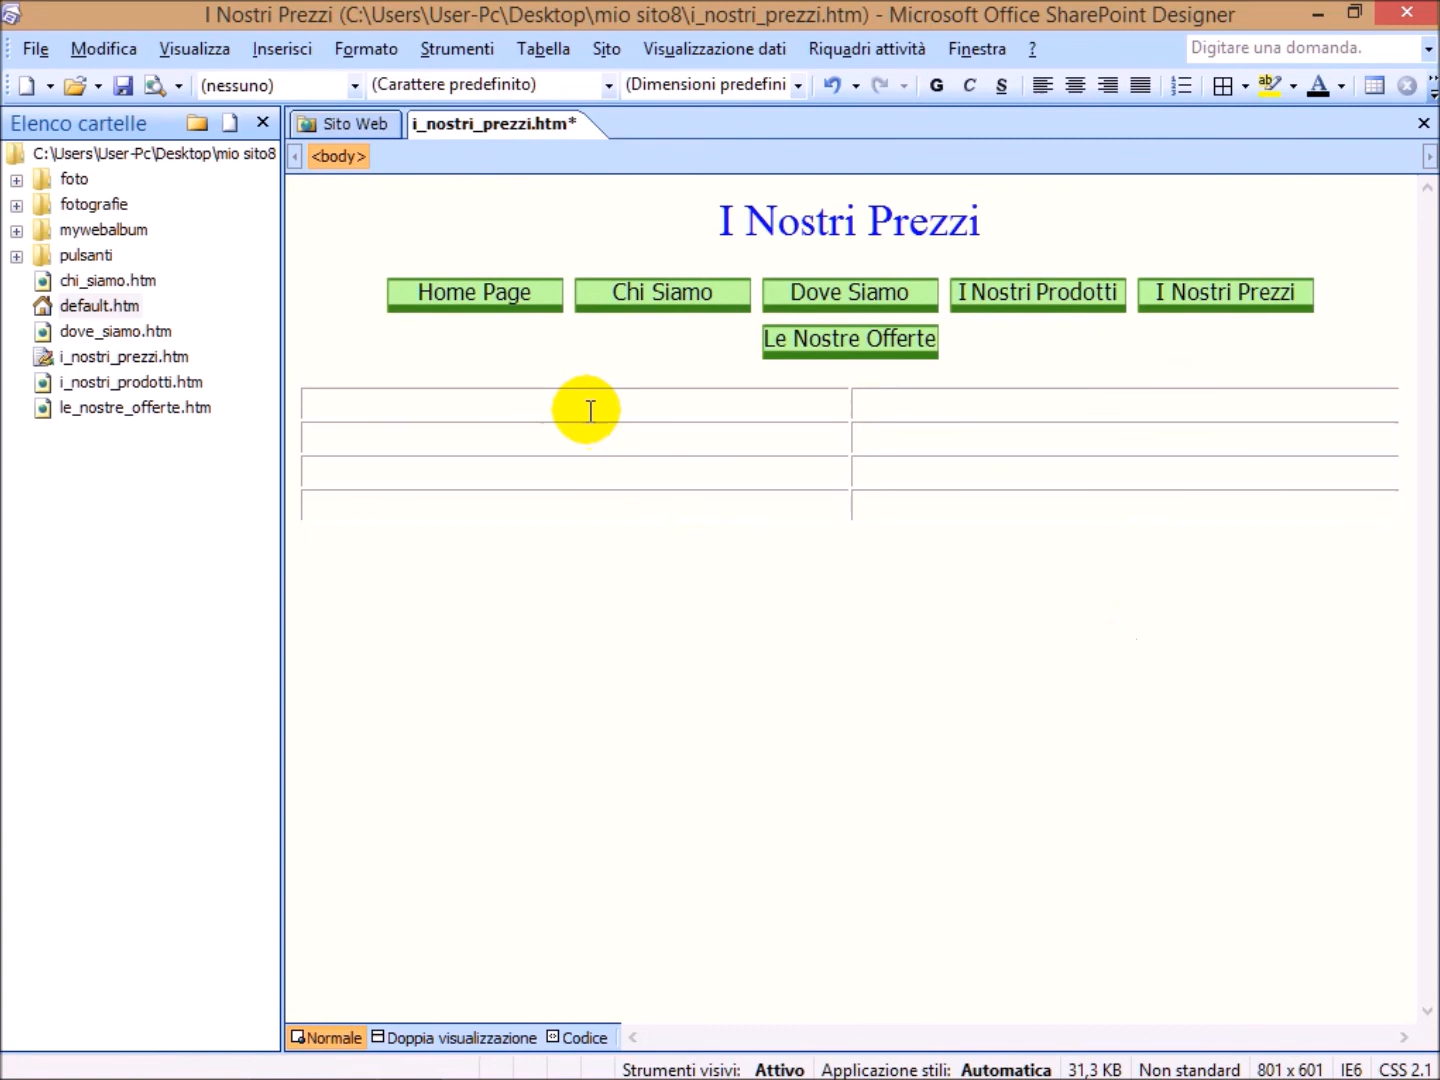 I Nostri Prezzi (C:\Users\User-Pc\Desktop\mio sito8\i_nostri_prezzi.htm) - Microsoft Office SharePoint Designer
File Modifica Visualizza Inserisci Formato Strumenti Tabella Sito Visualizzazione dati Riquadri attività Finestra ? Digitare una domanda.
(nessuno) (Carattere predefinito) (Dimensioni predefini G C S ab A
Elenco cartelle
Sito Web i_nostri_prezzi.htm*
C:\Users\User-Pc\Desktop\mio sito8
<body>
foto
fotografie
mywebalbum
pulsanti
chi_siamo.htm
default.htm
dove_siamo.htm
i_nostri_prezzi.htm
i_nostri_prodotti.htm
le_nostre_offerte.htm
I Nostri Prezzi
Home Page Chi Siamo Dove Siamo I Nostri Prodotti I Nostri Prezzi
Le Nostre Offerte
Normale Doppia visualizzazione Codice
Strumenti visivi: Attivo Applicazione stili: Automatica 31,3 KB Non standard 801 x 601 IE6 CSS 2.1